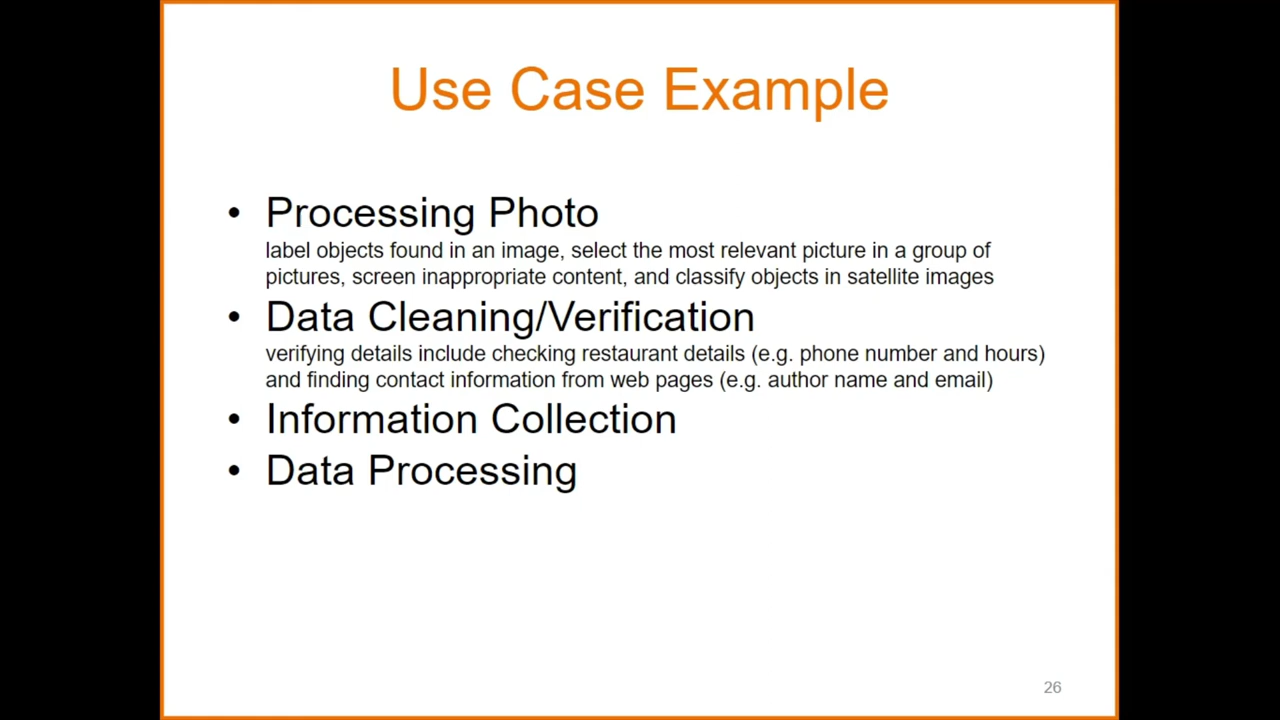 Use Case Example
• Processing Photo
label objects found in an image, select the most relevant picture in a group of
pictures, screen inappropriate content, and classify objects in satellite images
• Data Cleaning/Verification
verifying details include checking restaurant details (e.g. phone number and hours)
and finding contact information from web pages (e.g. author name and email)
• Information Collection
• Data Processing
26